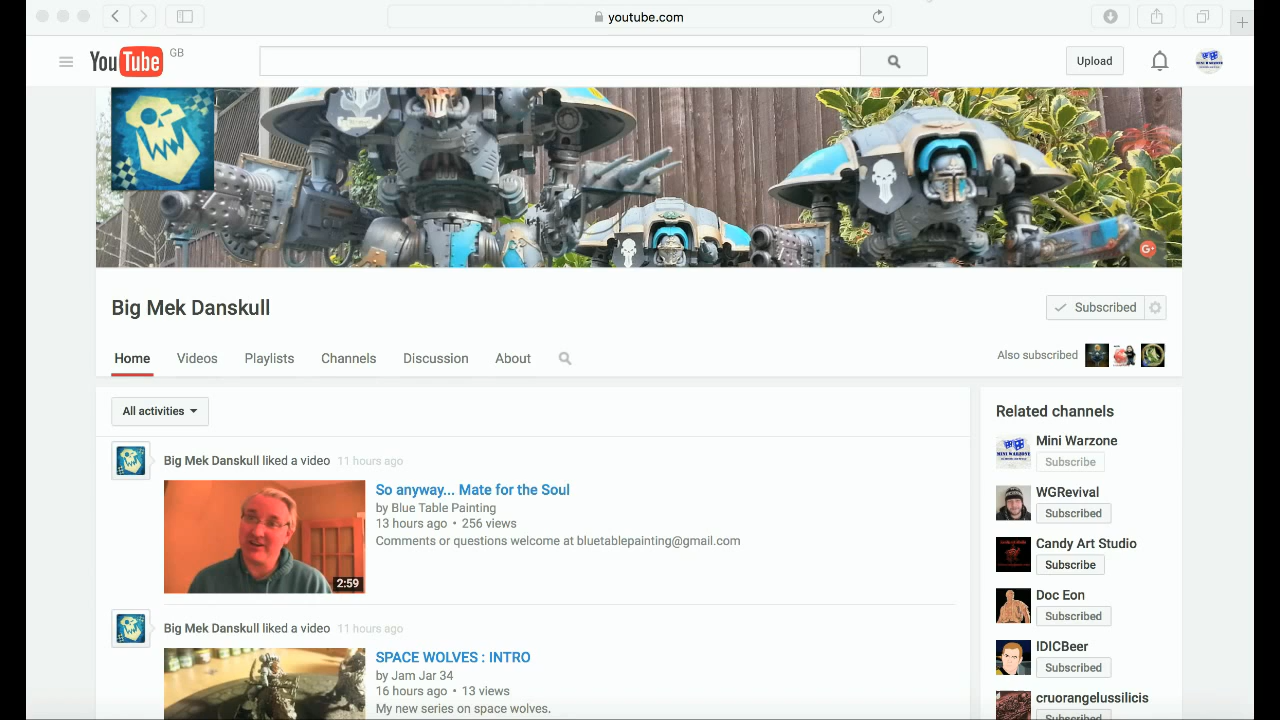 youtube.com
YouTube GB
Upload
Big Mek Danskull
Subscribed
Home Videos Playlists Channels Discussion About
Also subscribed
All activities
Related channels
Big Mek Danskull liked a video 11 hours ago
So anyway... Mate for the Soul
by Blue Table Painting
13 hours ago • 256 views
Comments or questions welcome at bluetablepainting@gmail.com
2:59
Big Mek Danskull liked a video 11 hours ago
SPACE WOLVES : INTRO
by Jam Jar 34
16 hours ago • 13 views
My new series on space wolves.
Mini Warzone
MINI WARZONE
Subscribe
WGRevival
Subscribed
Candy Art Studio
Subscribe
Doc Eon
Subscribed
IDICBeer
Subscribed
cruorangelussilicis
Subscribed